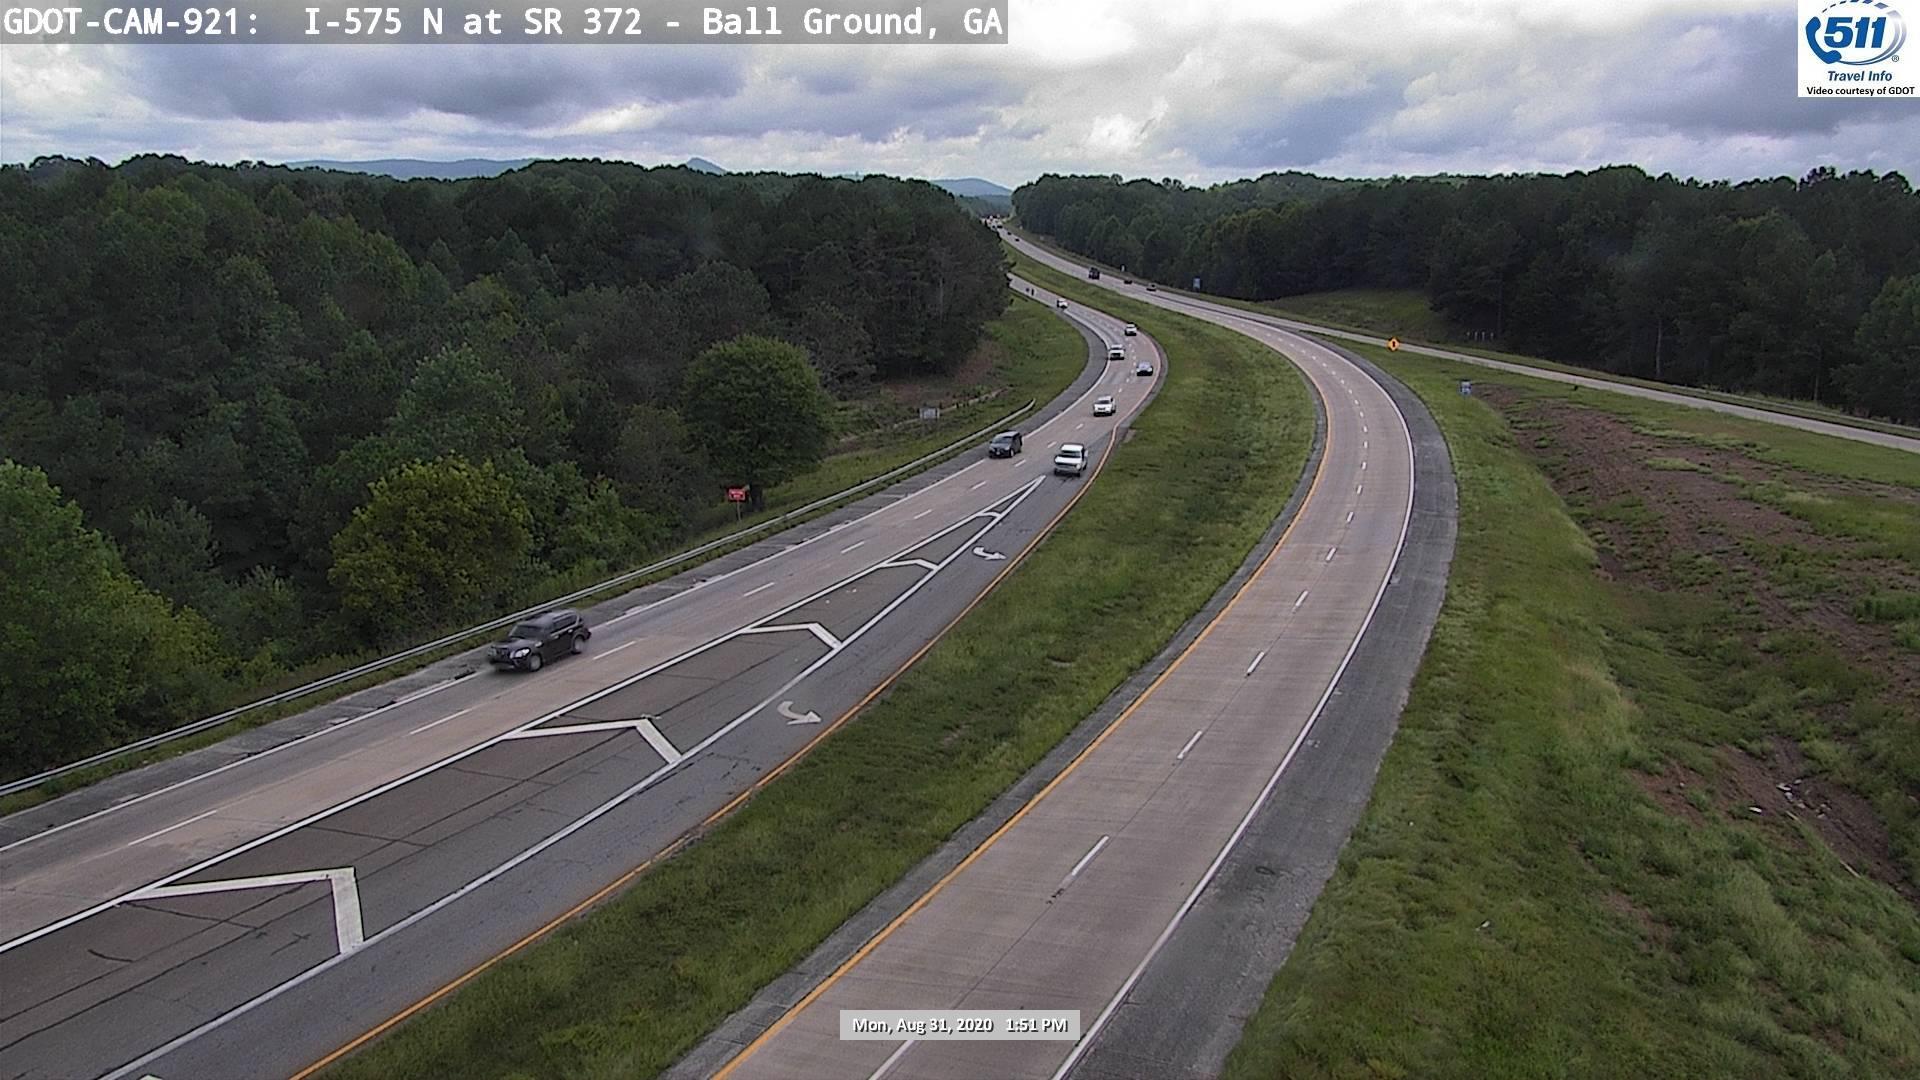 GDOT-CAM-921: I-575 N at SR 372 - Ball Ground, GA
511
Travel Info
Video courtesy of GDOT
Mon, Aug 31, 2020 1:51 PM